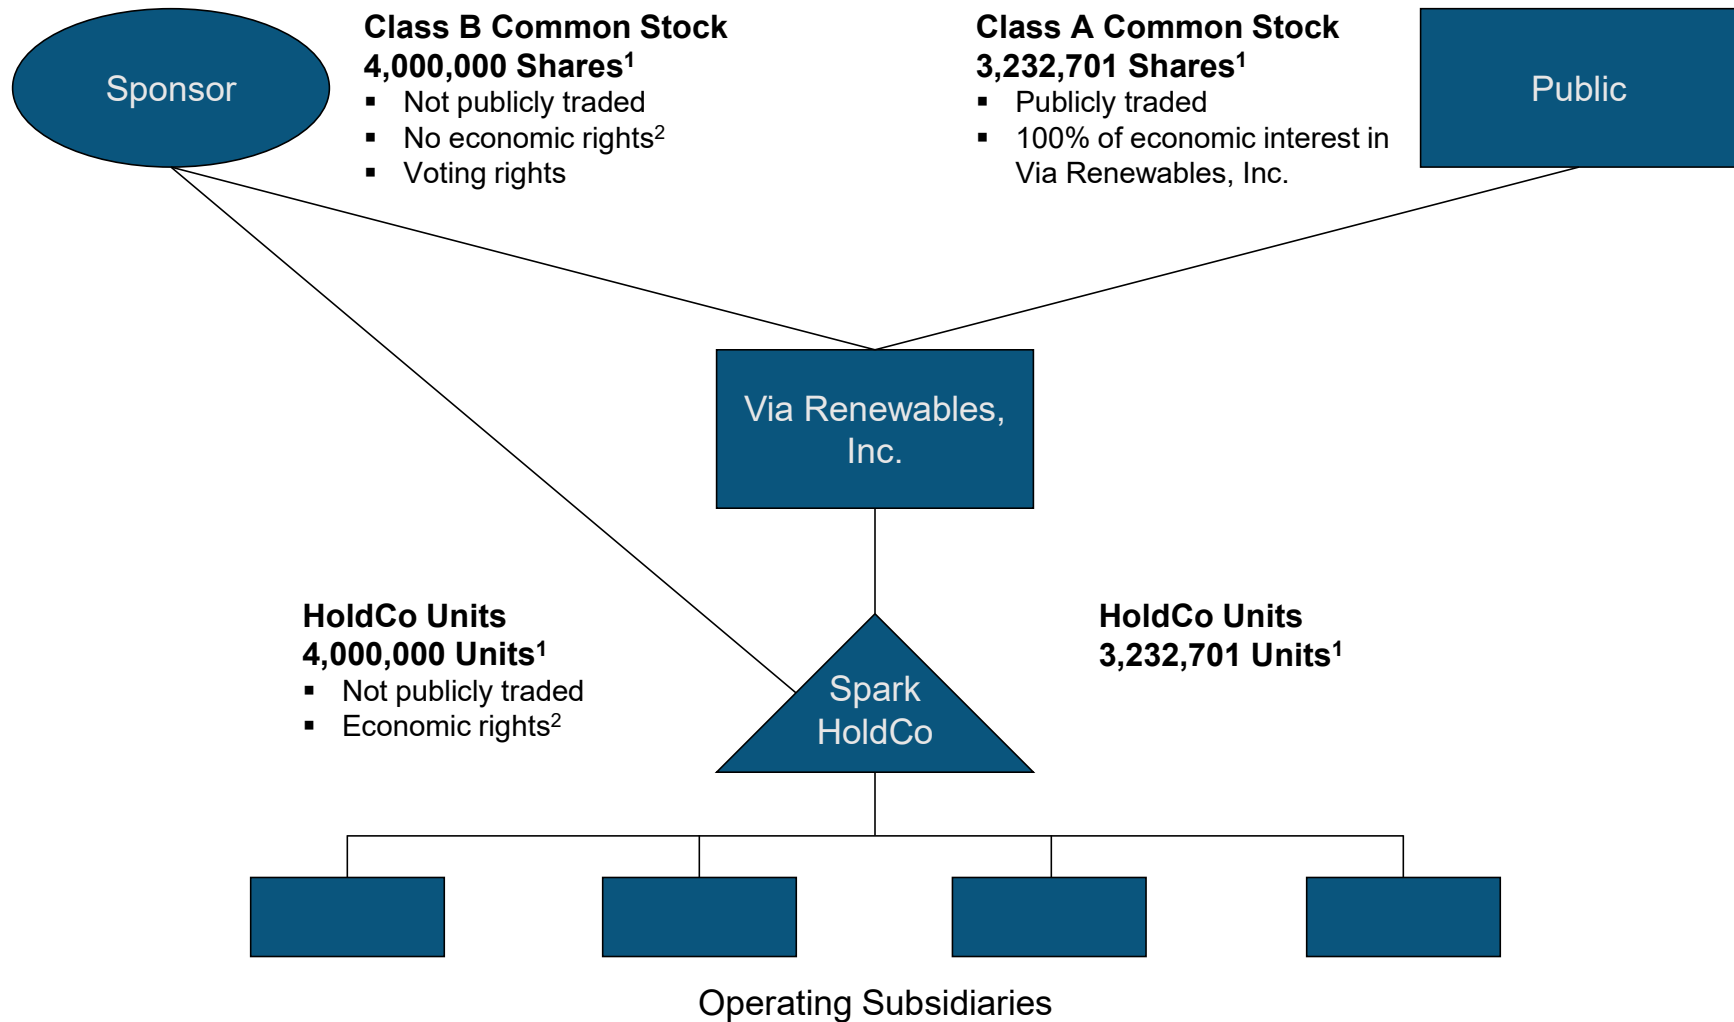 Sponsor
Class B Common Stock
4,000,000 Shares¹
▪ Not publicly traded
▪ No economic rights²
▪ Voting rights
Class A Common Stock
3,232,701 Shares¹
▪ Publicly traded
▪ 100% of economic interest in
Via Renewables, Inc.
Public
Via Renewables,
Inc.
HoldCo Units
4,000,000 Units¹
▪ Not publicly traded
▪ Economic rights²
HoldCo Units
3,232,701 Units¹
Spark
HoldCo
Operating Subsidiaries